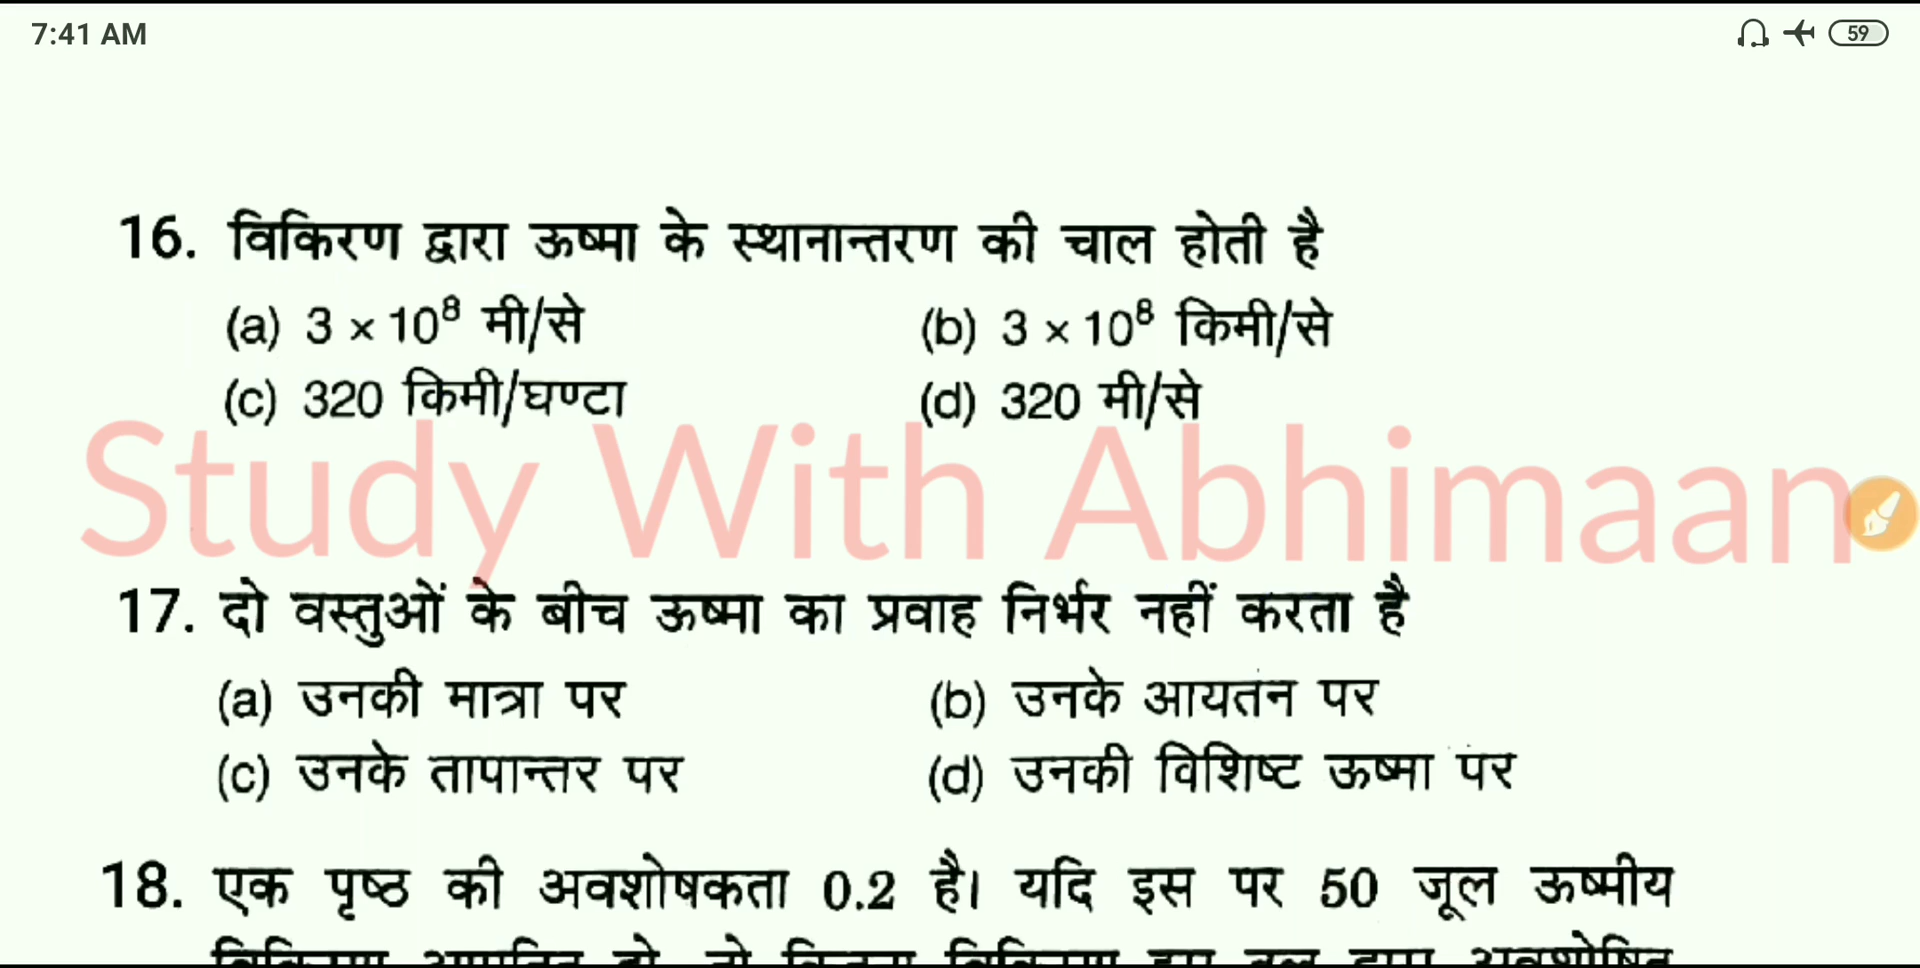 7:41 AM
59
16. विकिरण द्वारा ऊष्मा के स्थानान्तरण की चाल होती है
(a) 3 × 10⁸ मी/से (b) 3 × 10⁸ किमी/से
(c) 320 किमी/घण्टा (d) 320 मी/से
Study With Abhimaan
17. दो वस्तुओं के बीच ऊष्मा का प्रवाह निर्भर नहीं करता है
(a) उनकी मात्रा पर (b) उनके आयतन पर
(c) उनके तापान्तर पर (d) उनकी विशिष्ट ऊष्मा पर
18. एक पृष्ठ की अवशोषकता 0.2 है। यदि इस पर 50 जूल ऊष्मीय